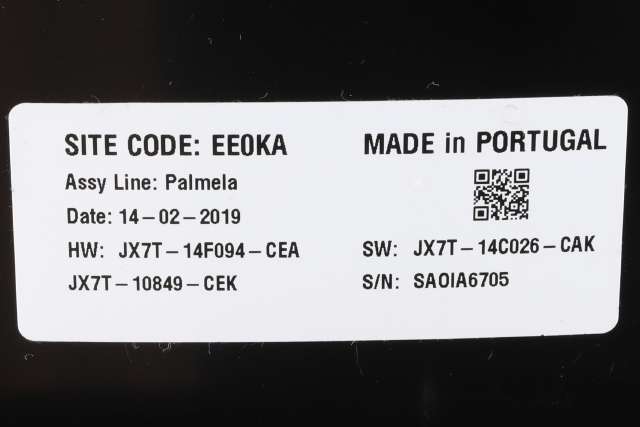 SITE CODE: EE0KA
MADE in PORTUGAL
Assy Line: Palmela
Date: 14-02-2019
HW: JX7T-14F094-CEA
SW: JX7T-14C026-CAK
JX7T-10849-CEK
S/N: SAOIA6705